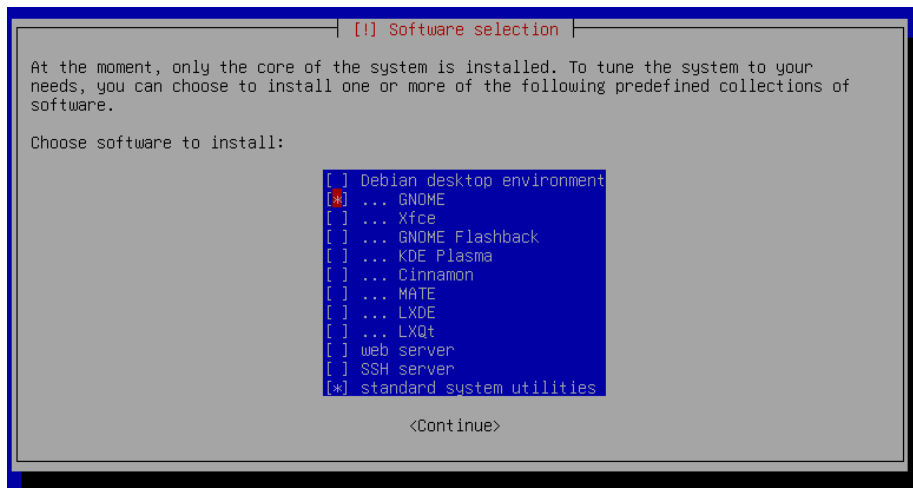 [!] Software selection
At the moment, only the core of the system is installed. To tune the system to your
needs, you can choose to install one or more of the following predefined collections of
software.
Choose software to install:
[ ] Debian desktop environment
[*] ... GNOME
[ ] ... Xfce
[ ] ... GNOME Flashback
[ ] ... KDE Plasma
[ ] ... Cinnamon
[ ] ... MATE
[ ] ... LXDE
[ ] ... LXQt
[ ] web server
[ ] SSH server
[*] standard system utilities
<Continue>